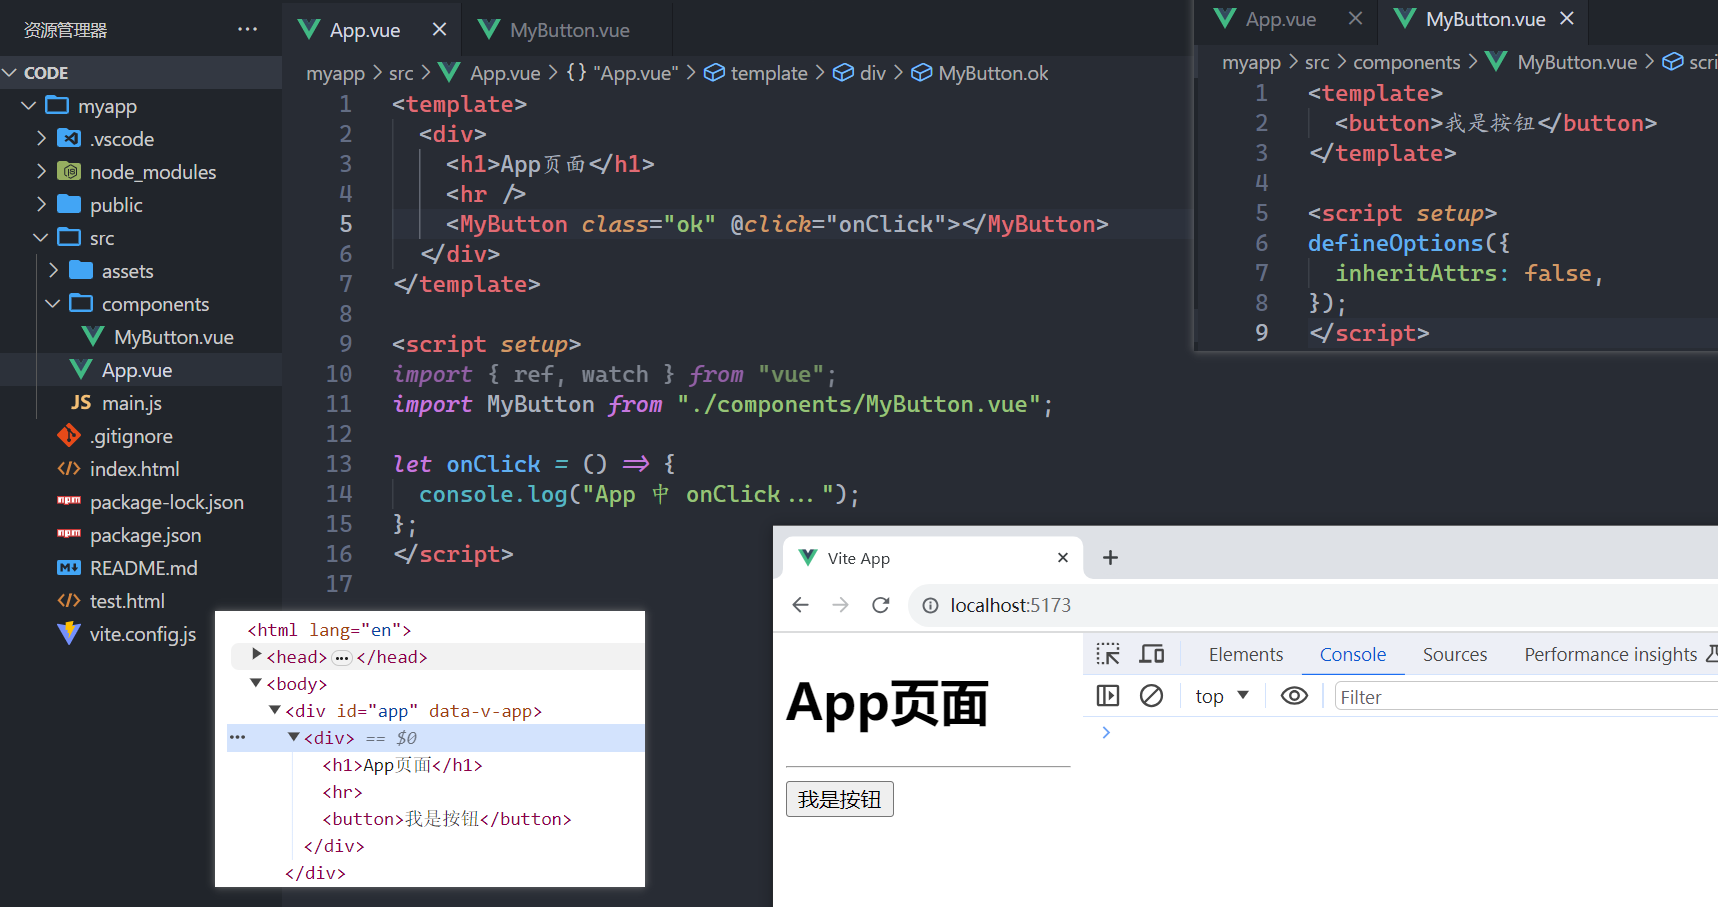 资源管理器
CODE
myapp
.vscode
node_modules
public
src
assets
components
MyButton.vue
App.vue
JS main.js
.gitignore
index.html
package-lock.json
package.json
README.md
test.html
vite.config.js
App.vue
MyButton.vue
myapp > src > App.vue > {} "App.vue" > template > div > MyButton.ok
1 <template>
2 <div>
3 <h1>App页面</h1>
4 <hr />
5 <MyButton class="ok" @click="onClick"></MyButton>
6 </div>
7 </template>
8
9 <script setup>
10 import { ref, watch } from "vue";
11 import MyButton from "./components/MyButton.vue";
12
13 let onClick = () => {
14 console.log("App 中 onClick...");
15 };
16 </script>
17
App.vue
MyButton.vue
myapp > src > components > MyButton.vue > scri
1 <template>
2 <button>我是按钮</button>
3 </template>
4
5 <script setup>
6 defineOptions({
7 inheritAttrs: false,
8 });
9 </script>
<html lang="en">
<head> ... </head>
<body>
<div id="app" data-v-app>
... <div> == $0
<h1>App页面</h1>
<hr>
<button>我是按钮</button>
</div>
</div>
Vite App
localhost:5173
App页面
我是按钮
Elements
Console
Sources
Performance insights
top
Filter